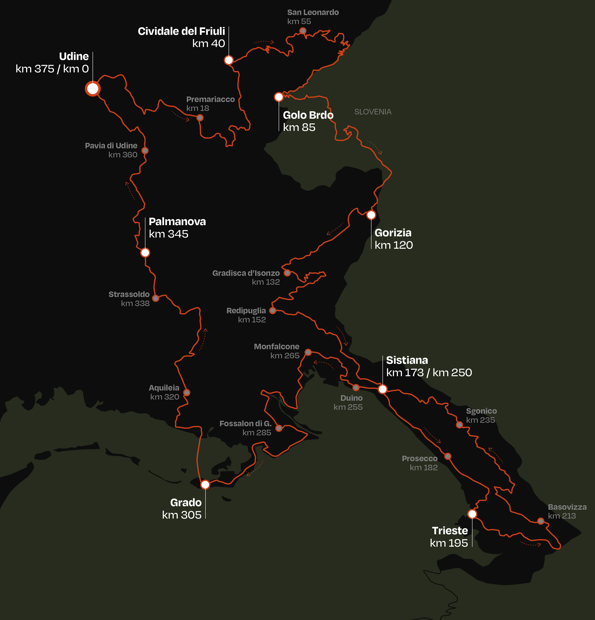 San Leonardo
km 55
Cividale del Friuli
km 40
Udine
km 375 / km 0
Premariacco
km 18
Golo Brdo
km 85
SLOVENIA
Pavia di Udine
km 360
Palmanova
km 345
Gorizia
km 120
Gradisca d'Isonzo
km 132
Strassoldo
km 338
Redipuglia
km 152
Monfalcone
km 265
Sistiana
km 173 / km 250
Aquileia
km 320
Duino
km 255
Sgonico
km 235
Fossalon di G.
km 285
Prosecco
km 182
Grado
km 305
Basovizza
km 213
Trieste
km 195